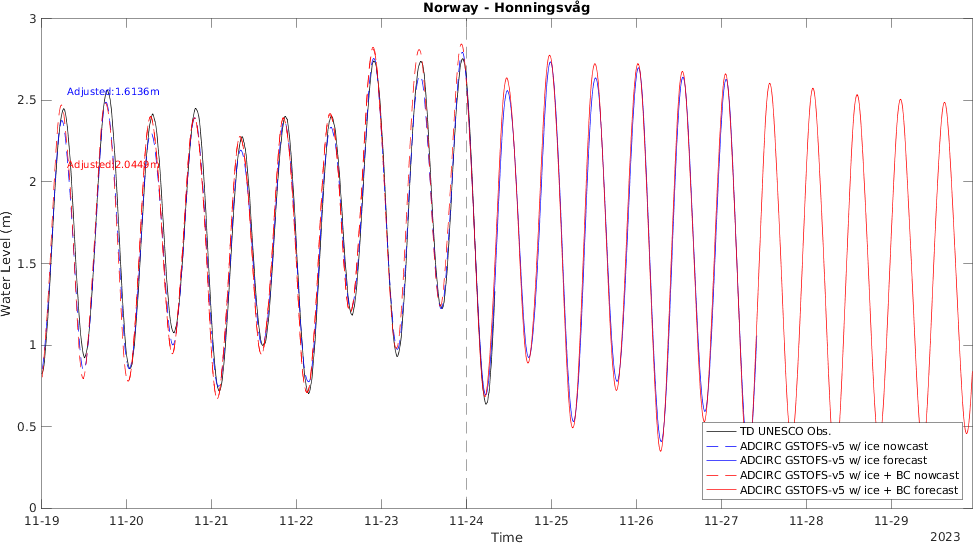 Norway - Honningsvåg
3
2.5
2
1.5
1
0.5
0
Water Level (m)
Adjusted:1.6136m
Adjusted:2.0449m
TD UNESCO Obs.
ADCIRC GSTOFS-v5 w/ ice nowcast
ADCIRC GSTOFS-v5 w/ ice forecast
ADCIRC GSTOFS-v5 w/ ice + BC nowcast
ADCIRC GSTOFS-v5 w/ ice + BC forecast
11-19 11-20 11-21 11-22 11-23 11-24 11-25 11-26 11-27 11-28 11-29
Time
2023